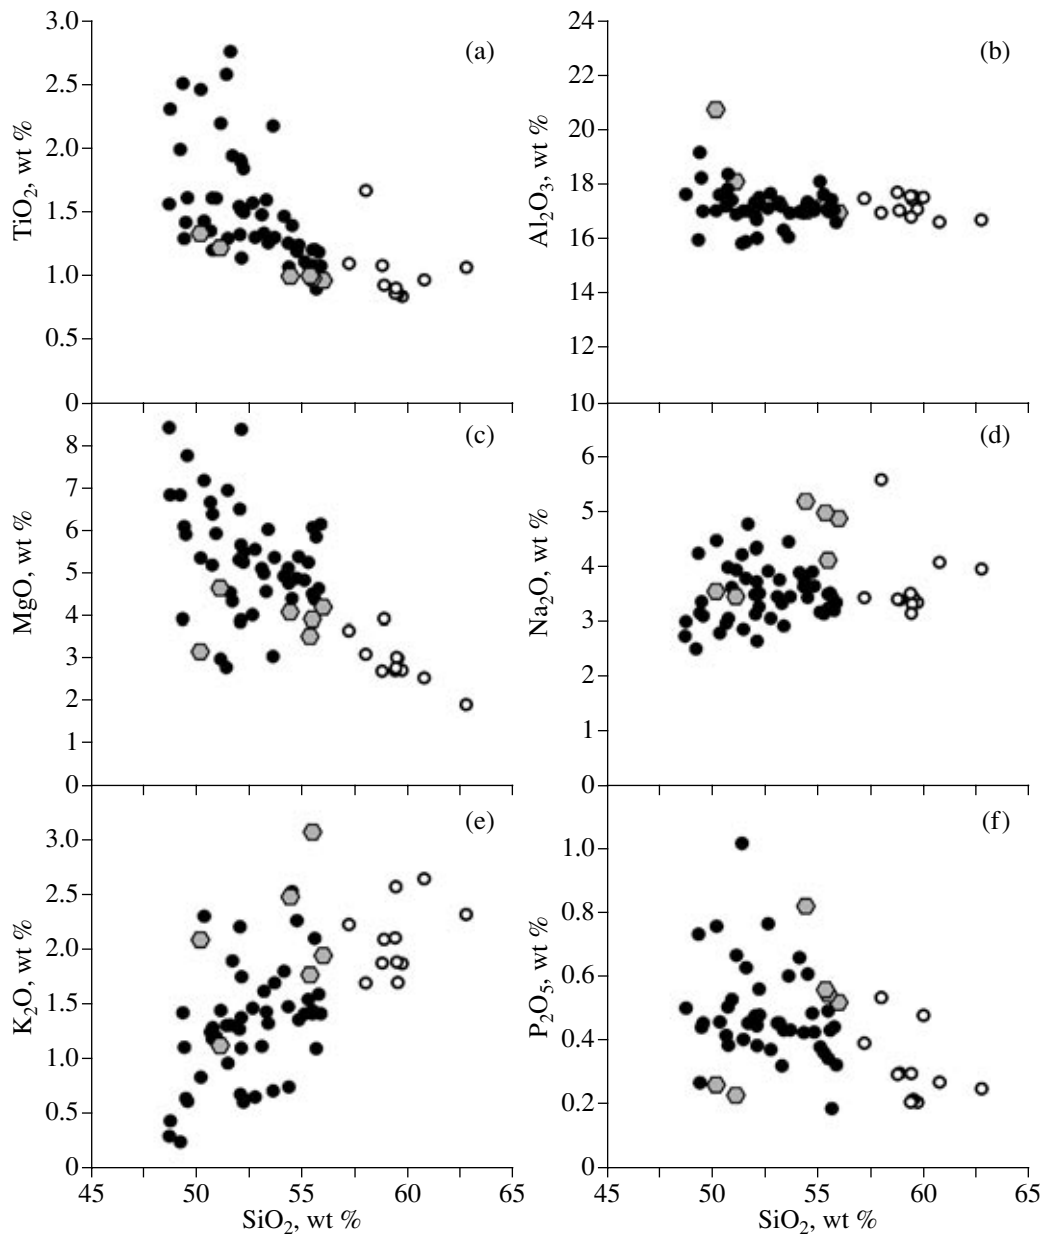 3.0
2.5
2.0
1.5
1.0
0.5
0
TiO2, wt %
(a)
24
22
20
18
16
14
12
10
Al2O3, wt %
(b)
8
7
6
5
4
3
2
1
0
MgO, wt %
(c)
6
5
4
3
2
1
0
Na2O, wt %
(d)
3.0
2.5
2.0
1.5
1.0
0.5
0
K2O, wt %
(e)
45 50 55 60 65
SiO2, wt %
1.0
0.8
0.6
0.4
0.2
0
P2O5, wt %
(f)
45 50 55 60 65
SiO2, wt %